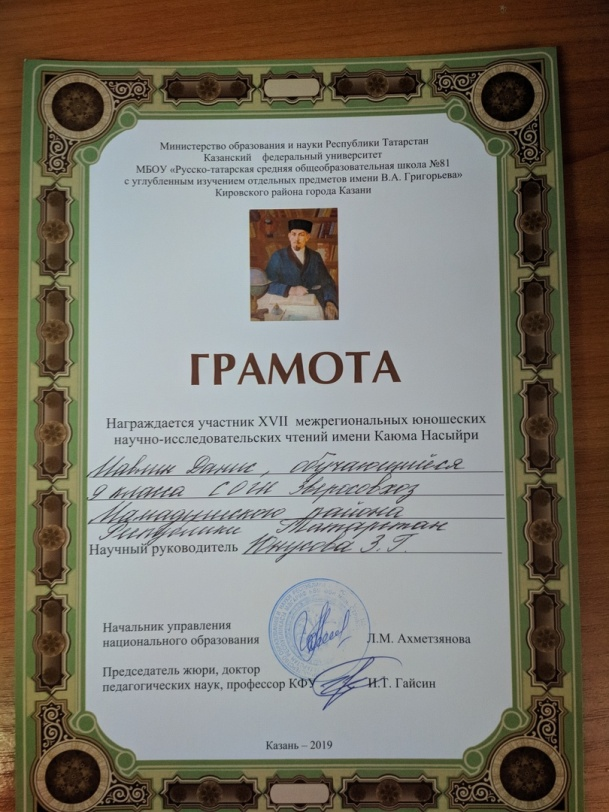 Министерство образования и науки Республики Татарстан
Казанский федеральный университет
МБОУ «Русско-татарская средняя общеобразовательная школа №81
с углубленным изучением отдельных предметов имени В.А. Григорьева»
Кировского района города Казани
ГРАМОТА
Награждается участник XVII межрегиональных юношеских
научно-исследовательских чтений имени Каюма Насыйри
Данис, обучающийся
9 класса СОШ Зверосовхоз
Мамадышского района
Республики Татарстан
Научный руководитель Юнусова З.Г.
Начальник управления
национального образования Л.М. Ахметзянова
Председатель жюри, доктор
педагогических наук, профессор КФУ И.Т. Гайсин
Казань – 2019